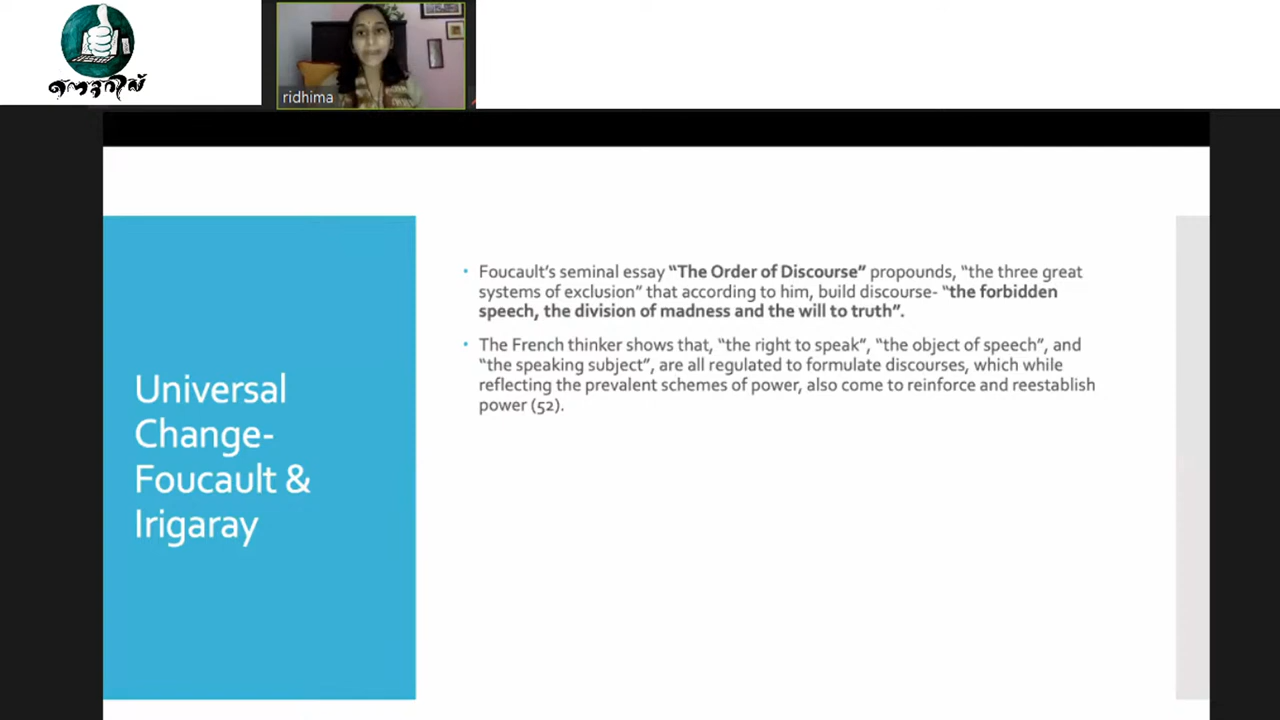 ridhima
Universal
Change-
Foucault &
Irigaray
• Foucault’s seminal essay “The Order of Discourse” propounds, “the three great
systems of exclusion” that according to him, build discourse- “the forbidden
speech, the division of madness and the will to truth”.
• The French thinker shows that, “the right to speak”, “the object of speech”, and
“the speaking subject”, are all regulated to formulate discourses, which while
reflecting the prevalent schemes of power, also come to reinforce and reestablish
power (52).